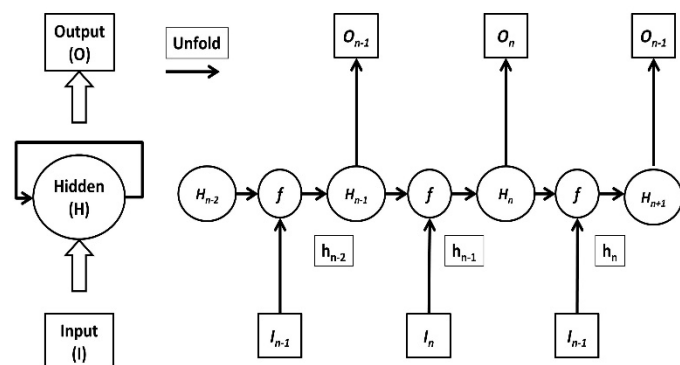 Output
(O)
Unfold
Hidden
(H)
Input
(I)
O_{n-1}
O_n
O_{n-1}
H_{n-2}
f
H_{n-1}
f
H_n
f
H_{n+1}
h_{n-2}
h_{n-1}
h_n
I_{n-1}
I_n
I_{n-1}